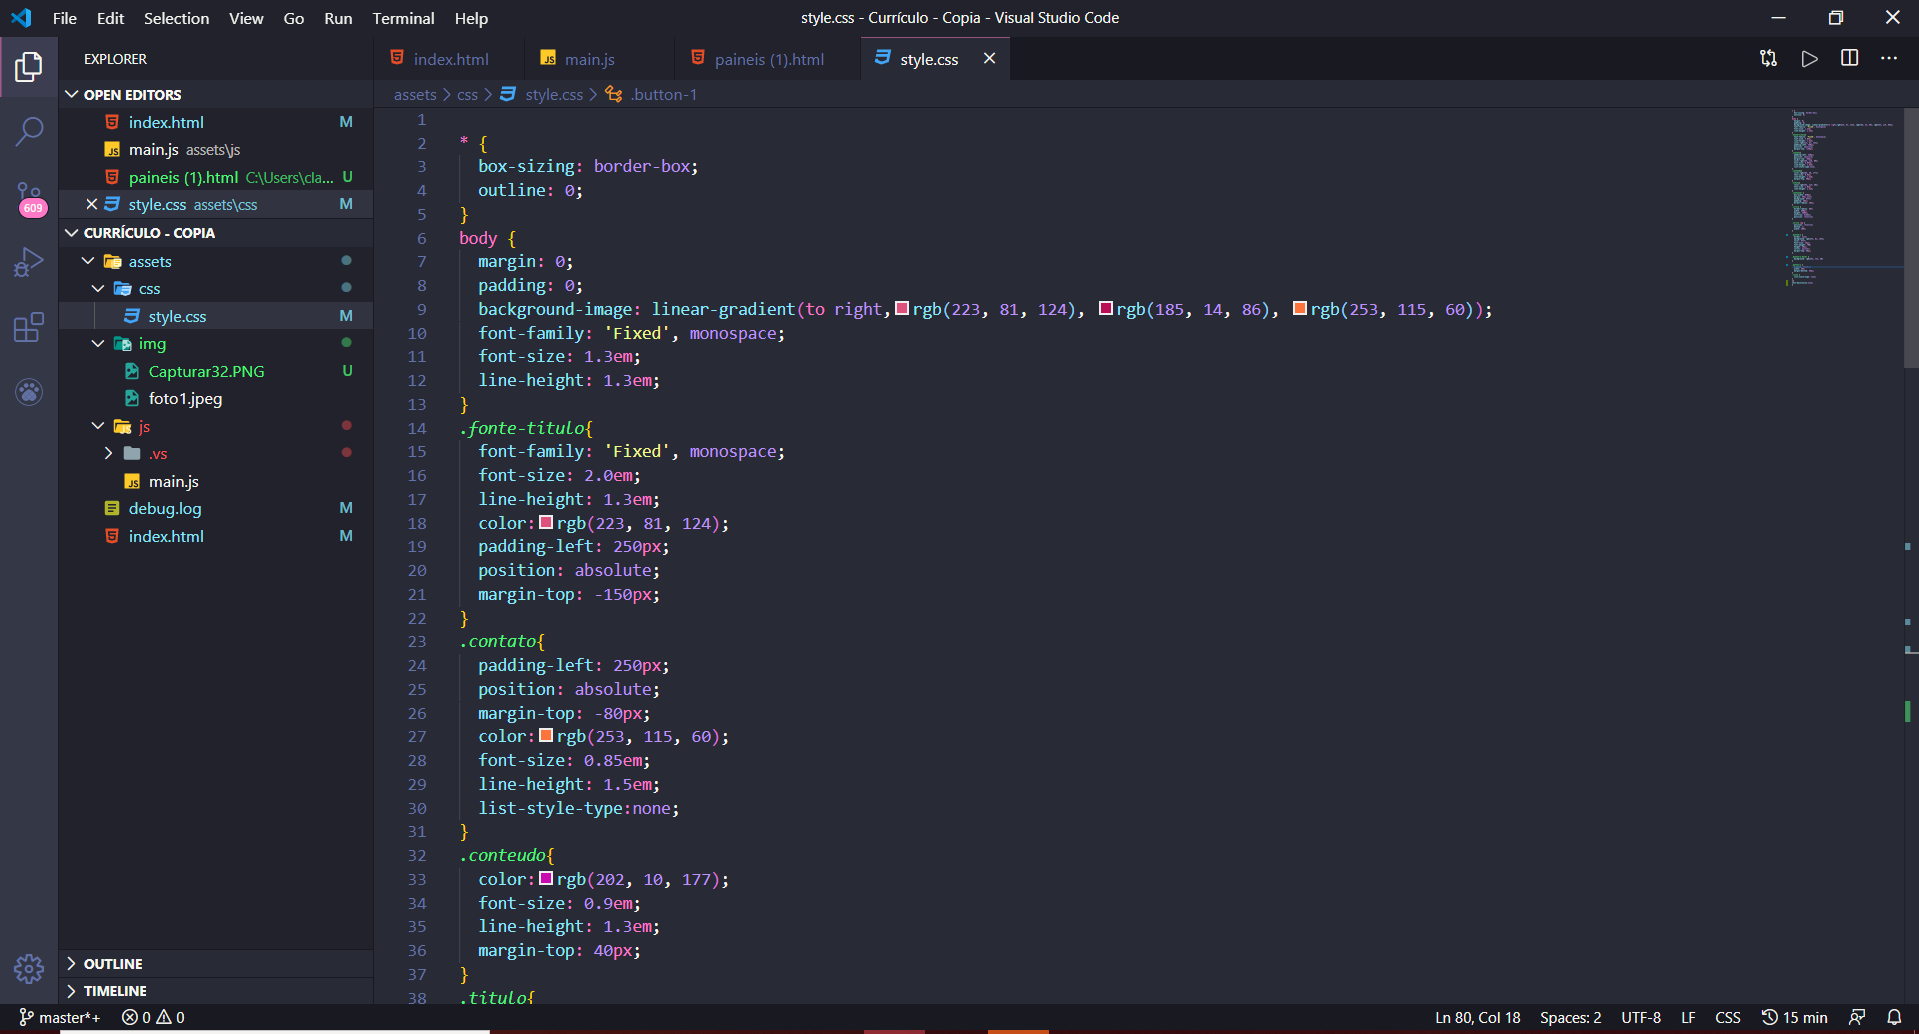 File Edit Selection View Go Run Terminal Help
style.css - Currículo - Copia - Visual Studio Code
EXPLORER
OPEN EDITORS
index.html M
main.js assets\js
paineis (1).html C:\Users\cla... U
style.css assets\css M
CURRÍCULO - COPIA
assets
css
style.css M
img
Capturar32.PNG U
foto1.jpeg
js
.vs
main.js
debug.log M
index.html M
OUTLINE
TIMELINE
609
index.html
main.js
paineis (1).html
style.css
assets > css > style.css > .button-1
1
2 * {
3 box-sizing: border-box;
4 outline: 0;
5 }
6 body {
7 margin: 0;
8 padding: 0;
9 background-image: linear-gradient(to right, rgb(223, 81, 124), rgb(185, 14, 86), rgb(253, 115, 60));
10 font-family: 'Fixed', monospace;
11 font-size: 1.3em;
12 line-height: 1.3em;
13 }
14 .fonte-titulo{
15 font-family: 'Fixed', monospace;
16 font-size: 2.0em;
17 line-height: 1.3em;
18 color: rgb(223, 81, 124);
19 padding-left: 250px;
20 position: absolute;
21 margin-top: -150px;
22 }
23 .contato{
24 padding-left: 250px;
25 position: absolute;
26 margin-top: -80px;
27 color: rgb(253, 115, 60);
28 font-size: 0.85em;
29 line-height: 1.5em;
30 list-style-type:none;
31 }
32 .conteudo{
33 color: rgb(202, 10, 177);
34 font-size: 0.9em;
35 line-height: 1.3em;
36 margin-top: 40px;
37 }
38 .titulo{
master*+ 0 0
Ln 80, Col 18 Spaces: 2 UTF-8 LF CSS 15 min